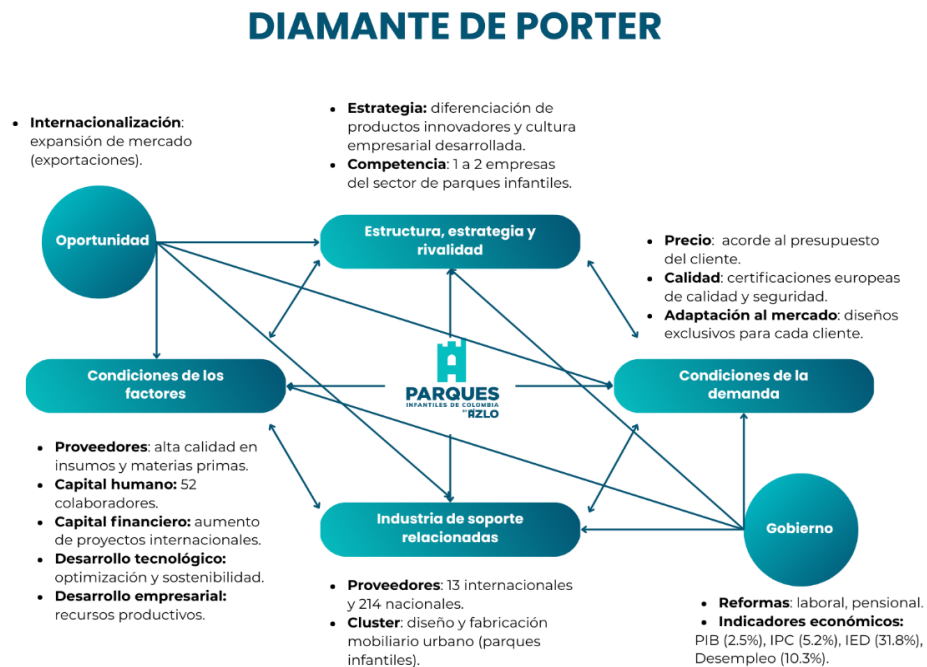 DIAMANTE DE PORTER
• Internacionalización:
expansión de mercado
(exportaciones).
• Estrategia: diferenciación de
productos innovadores y cultura
empresarial desarrollada.
• Competencia: 1 a 2 empresas
del sector de parques infantiles.
Oportunidad
Estructura, estrategia y
rivalidad
• Precio: acorde al presupuesto
del cliente.
• Calidad: certificaciones europeas
de calidad y seguridad.
• Adaptación al mercado: diseños
exclusivos para cada cliente.
Condiciones de los
factores
PARQUES
INFANTILES DE COLOMBIA
AZLO
Condiciones de la
demanda
• Proveedores: alta calidad en
insumos y materias primas.
• Capital humano: 52
colaboradores.
• Capital financiero: aumento
de proyectos internacionales.
• Desarrollo tecnológico:
optimización y sostenibilidad.
• Desarrollo empresarial:
recursos productivos.
Industria de soporte
relacionadas
• Proveedores: 13 internacionales
y 214 nacionales.
• Cluster: diseño y fabricación
mobiliario urbano (parques
infantiles).
Gobierno
• Reformas: laboral, pensional.
• Indicadores económicos:
PIB (2.5%), IPC (5.2%), IED (31.8%),
Desempleo (10.3%).